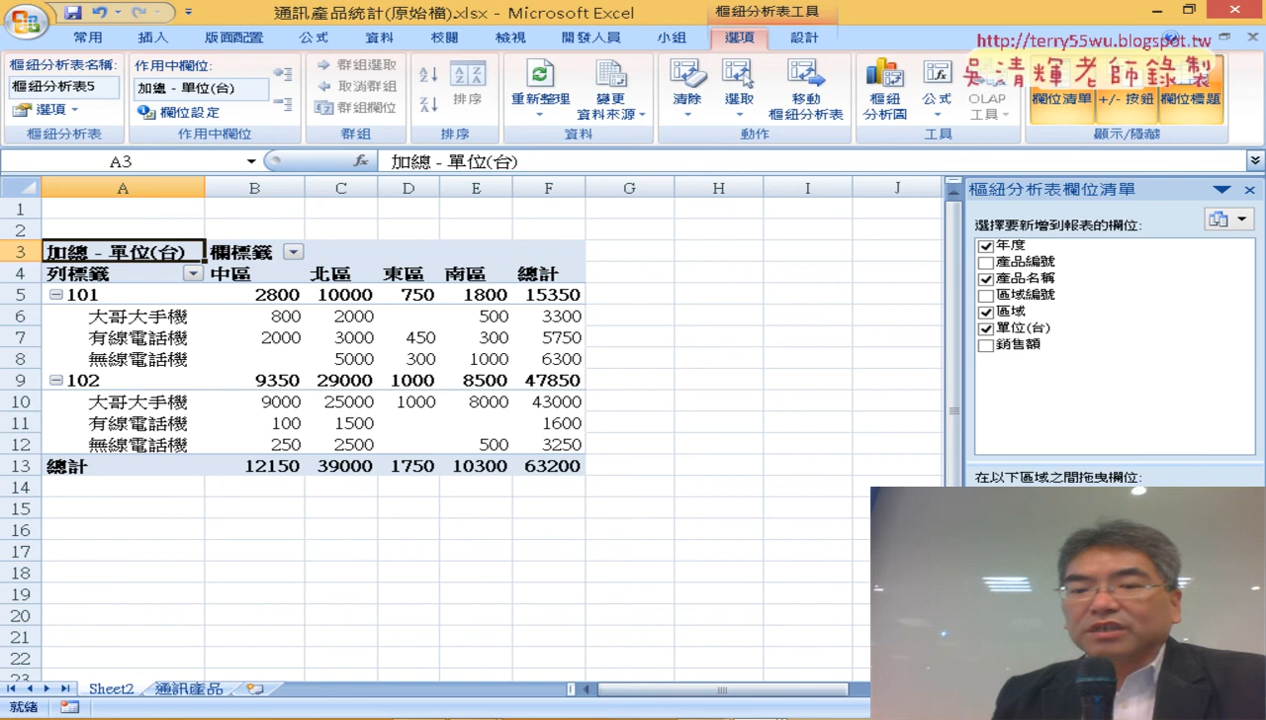 通訊產品統計(原始檔).xlsx - Microsoft Excel
樞紐分析表工具
常用 插入 版面配置 公式 資料 校閱 檢視 開發人員 小組 選項 設計
http://terry55wu.blogspot.tw
吳清輝老師錄製
樞紐分析表名稱:
樞紐分析表5
選項
樞紐分析表
作用中欄位:
加總 - 單位(台)
欄位設定
作用中欄位
群組選取
取消群組
群組欄位
群組
排序
排序
重新整理
變更
資料來源
資料
清除
選取
移動
樞紐分析表
動作
樞紐
分析圖
公式
OLAP
工具
工具
欄位清單
+/- 按鈕
欄位標題
顯示/隱藏
A3
fx
加總 - 單位(台)
A B C D E F G H I J
1
2
3 加總 - 單位(台) 欄標籤
4 列標籤 中區 北區 東區 南區 總計
5 101 2800 10000 750 1800 15350
6 大哥大手機 800 2000 500 3300
7 有線電話機 2000 3000 450 300 5750
8 無線電話機 5000 300 1000 6300
9 102 9350 29000 1000 8500 47850
10 大哥大手機 9000 25000 1000 8000 43000
11 有線電話機 100 1500 1600
12 無線電話機 250 2500 500 3250
13 總計 12150 39000 1750 10300 63200
14
15
16
17
18
19
20
21
22
23
樞紐分析表欄位清單
選擇要新增到報表的欄位:
年度
產品編號
產品名稱
區域編號
區域
單位(台)
銷售額
在以下區域之間拖曳欄位:
Sheet2 通訊產品
就緒